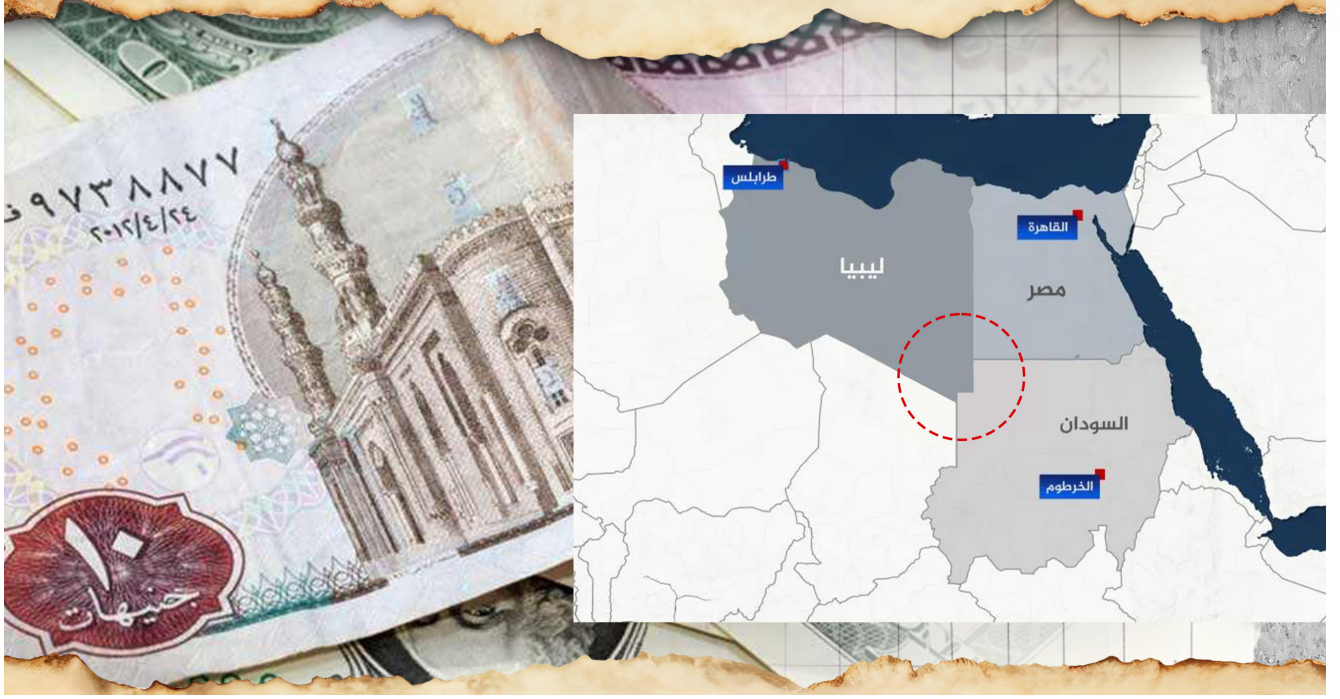 ٩٧٣٨٨٧٧
٢٠١٢/٤/٢٤
١٠
جنيهات
طرابلس
القاهرة
ليبيا
مصر
السودان
الخرطوم